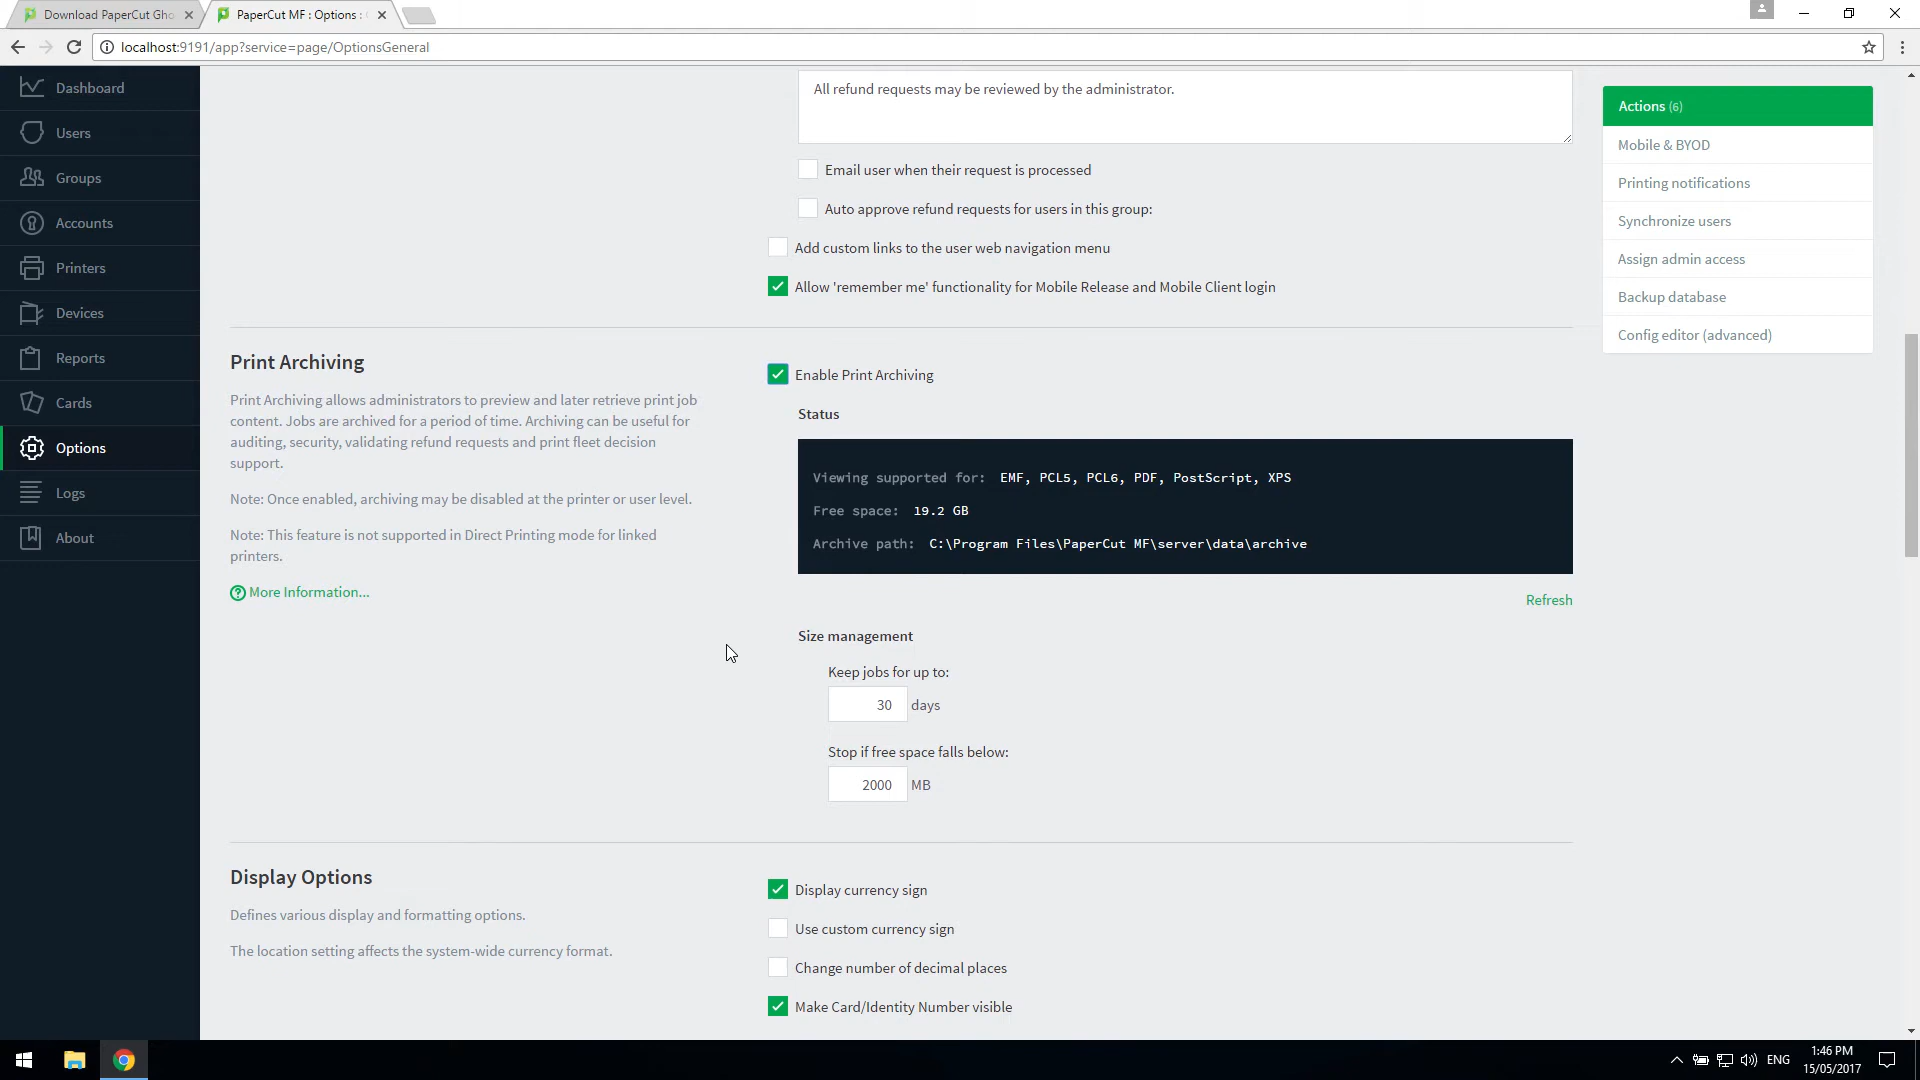 Download PaperCut Gho
PaperCut MF : Options :
localhost:9191/app?service=page/OptionsGeneral
Dashboard
Users
Groups
Accounts
Printers
Devices
Reports
Cards
Options
Logs
About
All refund requests may be reviewed by the administrator.
Email user when their request is processed
Auto approve refund requests for users in this group:
Add custom links to the user web navigation menu
Allow 'remember me' functionality for Mobile Release and Mobile Client login
Print Archiving
Print Archiving allows administrators to preview and later retrieve print job
content. Jobs are archived for a period of time. Archiving can be useful for
auditing, security, validating refund requests and print fleet decision
support.
Note: Once enabled, archiving may be disabled at the printer or user level.
Note: This feature is not supported in Direct Printing mode for linked
printers.
More Information...
Enable Print Archiving
Status
Viewing supported for: EMF, PCL5, PCL6, PDF, PostScript, XPS
Free space: 19.2 GB
Archive path: C:\Program Files\PaperCut MF\server\data\archive
Refresh
Size management
Keep jobs for up to:
30 days
Stop if free space falls below:
2000 MB
Display Options
Defines various display and formatting options.
The location setting affects the system-wide currency format.
Display currency sign
Use custom currency sign
Change number of decimal places
Make Card/Identity Number visible
Actions (6)
Mobile & BYOD
Printing notifications
Synchronize users
Assign admin access
Backup database
Config editor (advanced)
ENG
1:46 PM
15/05/2017